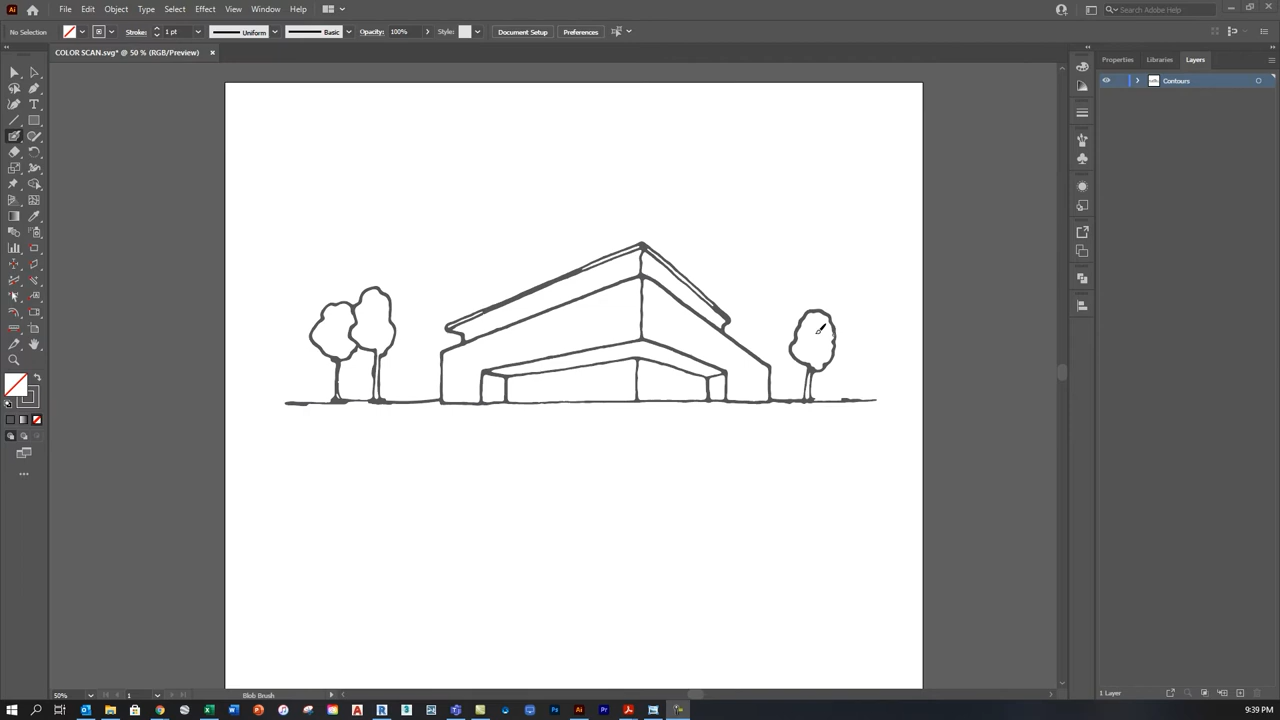 Ai File Edit Object Type Select Effect View Window Help Search Adobe Help
No Selection Stroke: 1 pt Uniform Basic Opacity: 100% Style: Document Setup Preferences
COLOR SCAN.svg* @ 50 % (RGB/Preview) ×
Properties Libraries Layers
Contours
50% 1 Blob Brush 1 Layer
9:39 PM